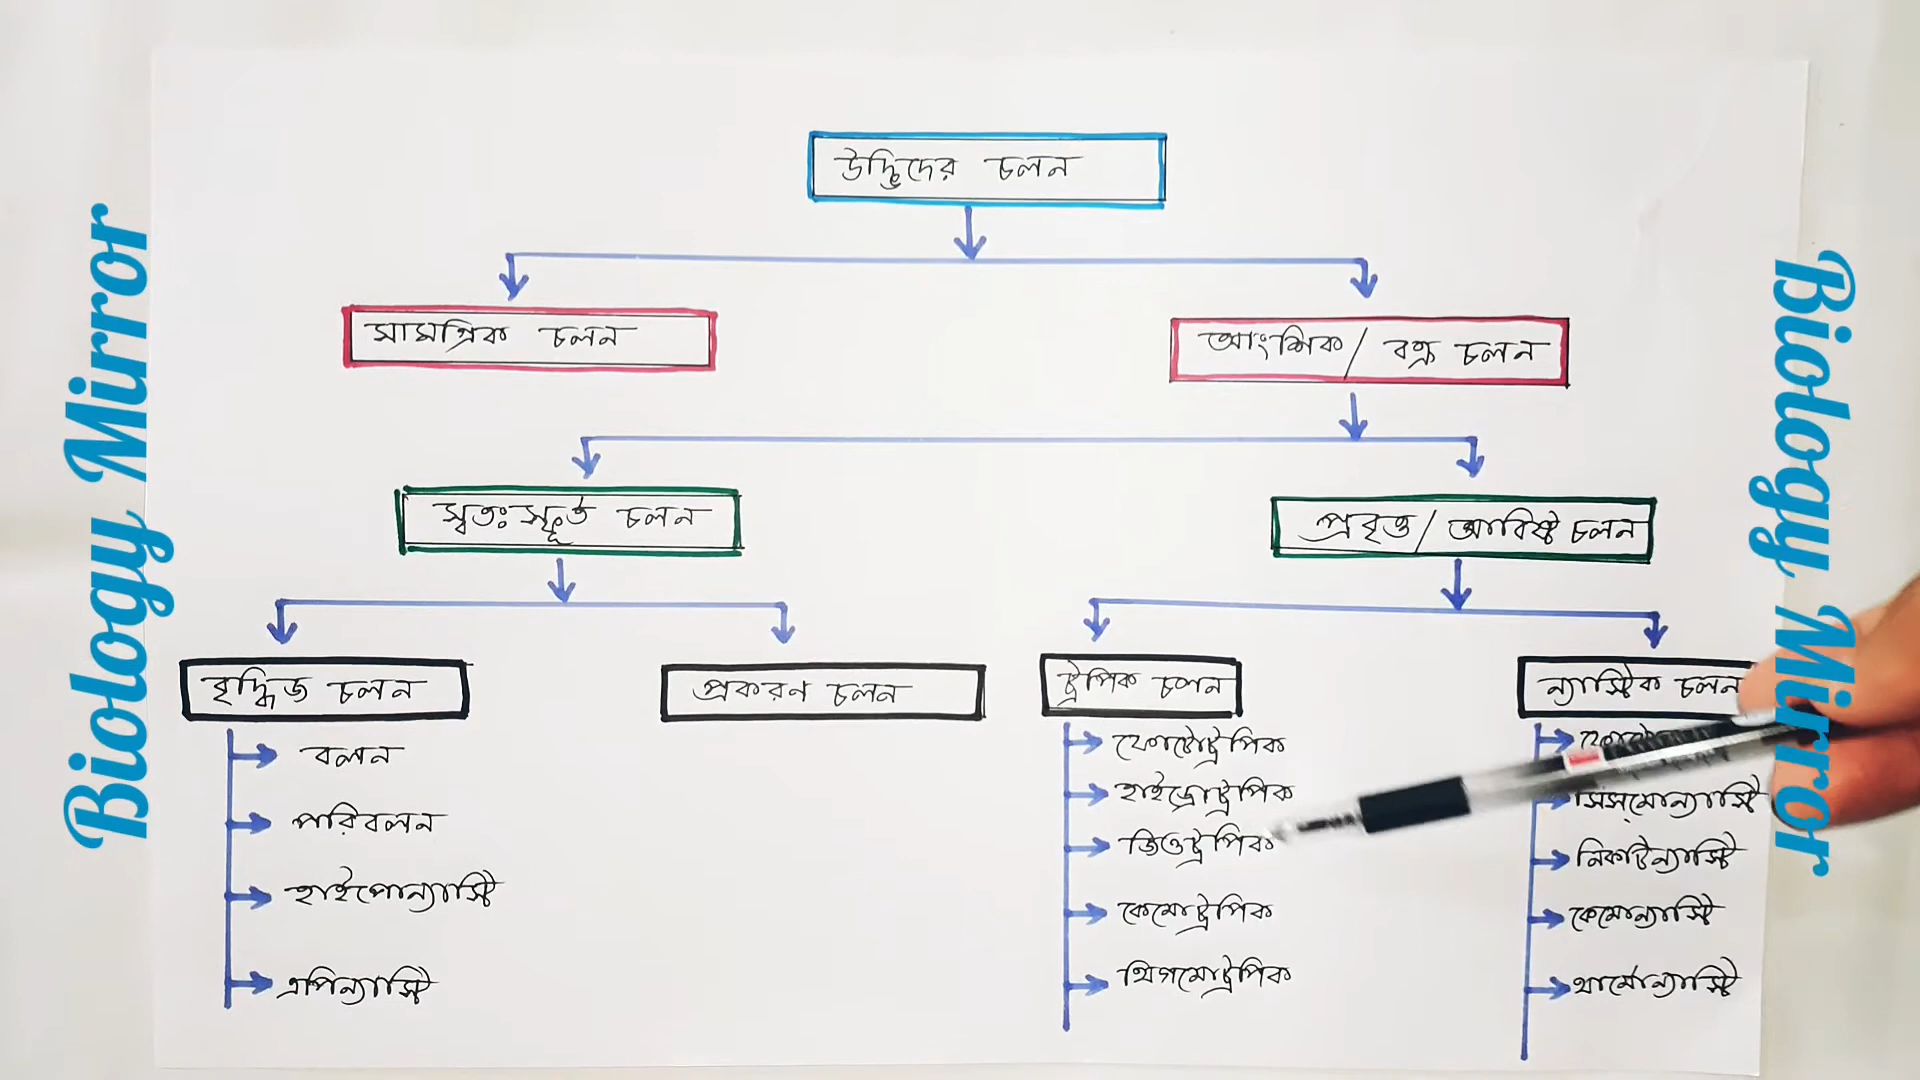 উদ্ভিদের চলন
সামগ্রিক চলন
আংশিক / বক্র চলন
স্বতঃস্ফূর্ত চলন
প্রবৃত্ত / আবিষ্ট চলন
বৃদ্ধিজ চলন
বলন
পরিবলন
হাইপোন্যাস্টি
এপিন্যাস্টি
প্রকরণ চলন
ট্রপিক চলন
ফোটোট্রপিক
হাইড্রোট্রপিক
জিওট্রপিক
কেমোট্রপিক
থিগমোট্রপিক
ন্যাস্টিক চলন
সিস্‌মোন্যাস্টি
নিকটিন্যাস্টি
কেমোন্যাস্টি
থার্মোন্যাস্টি
Biology Mirror
Biology Mirror